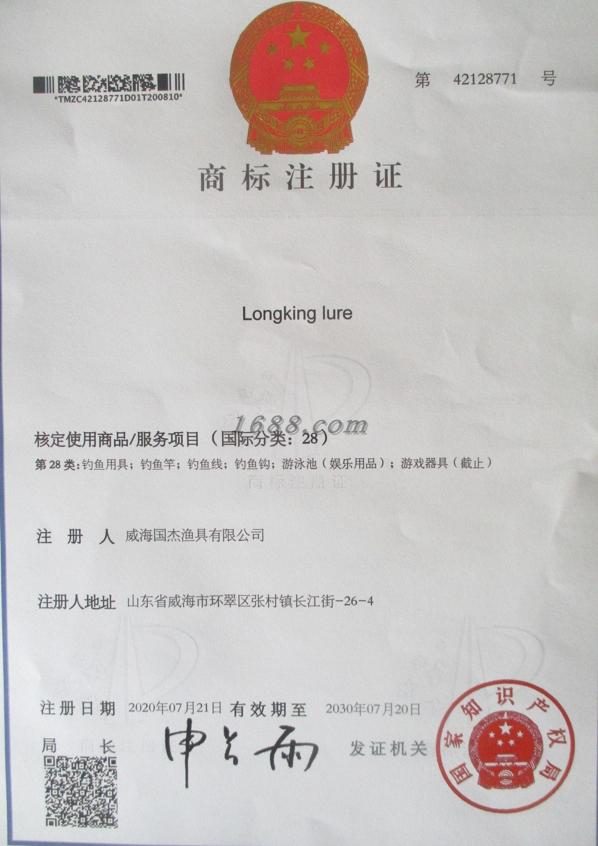 第 42128771 号
*TMZC42128771D01T200810*
商标注册证
Longking lure
1688.com
核定使用商品/服务项目（国际分类：28）
第28类:钓鱼用具；钓鱼竿；钓鱼线；钓鱼钩；游泳池（娱乐用品）；游戏器具（截止）
商标注册证
注册人 威海国杰渔具有限公司
注册人地址 山东省威海市环翠区张村镇长江街-26-4
注册日期 2020年07月21日 有效期至 2030年07月20日
局长 申长雨 发证机关
国家知识产权局